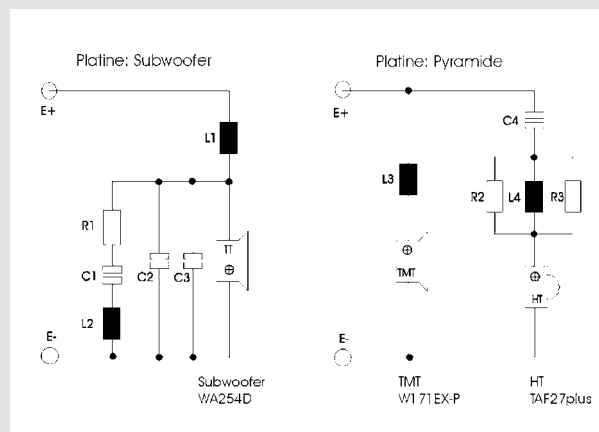 Platine: Subwoofer
Platine: Pyramide
E+
E+
C4
L1
L3
R2
L4
R3
R1
TT
C1
C2
C3
TMT
HT
L2
E-
E-
Subwoofer
WA254D
TMT
W171EX-P
HT
TAF27plus